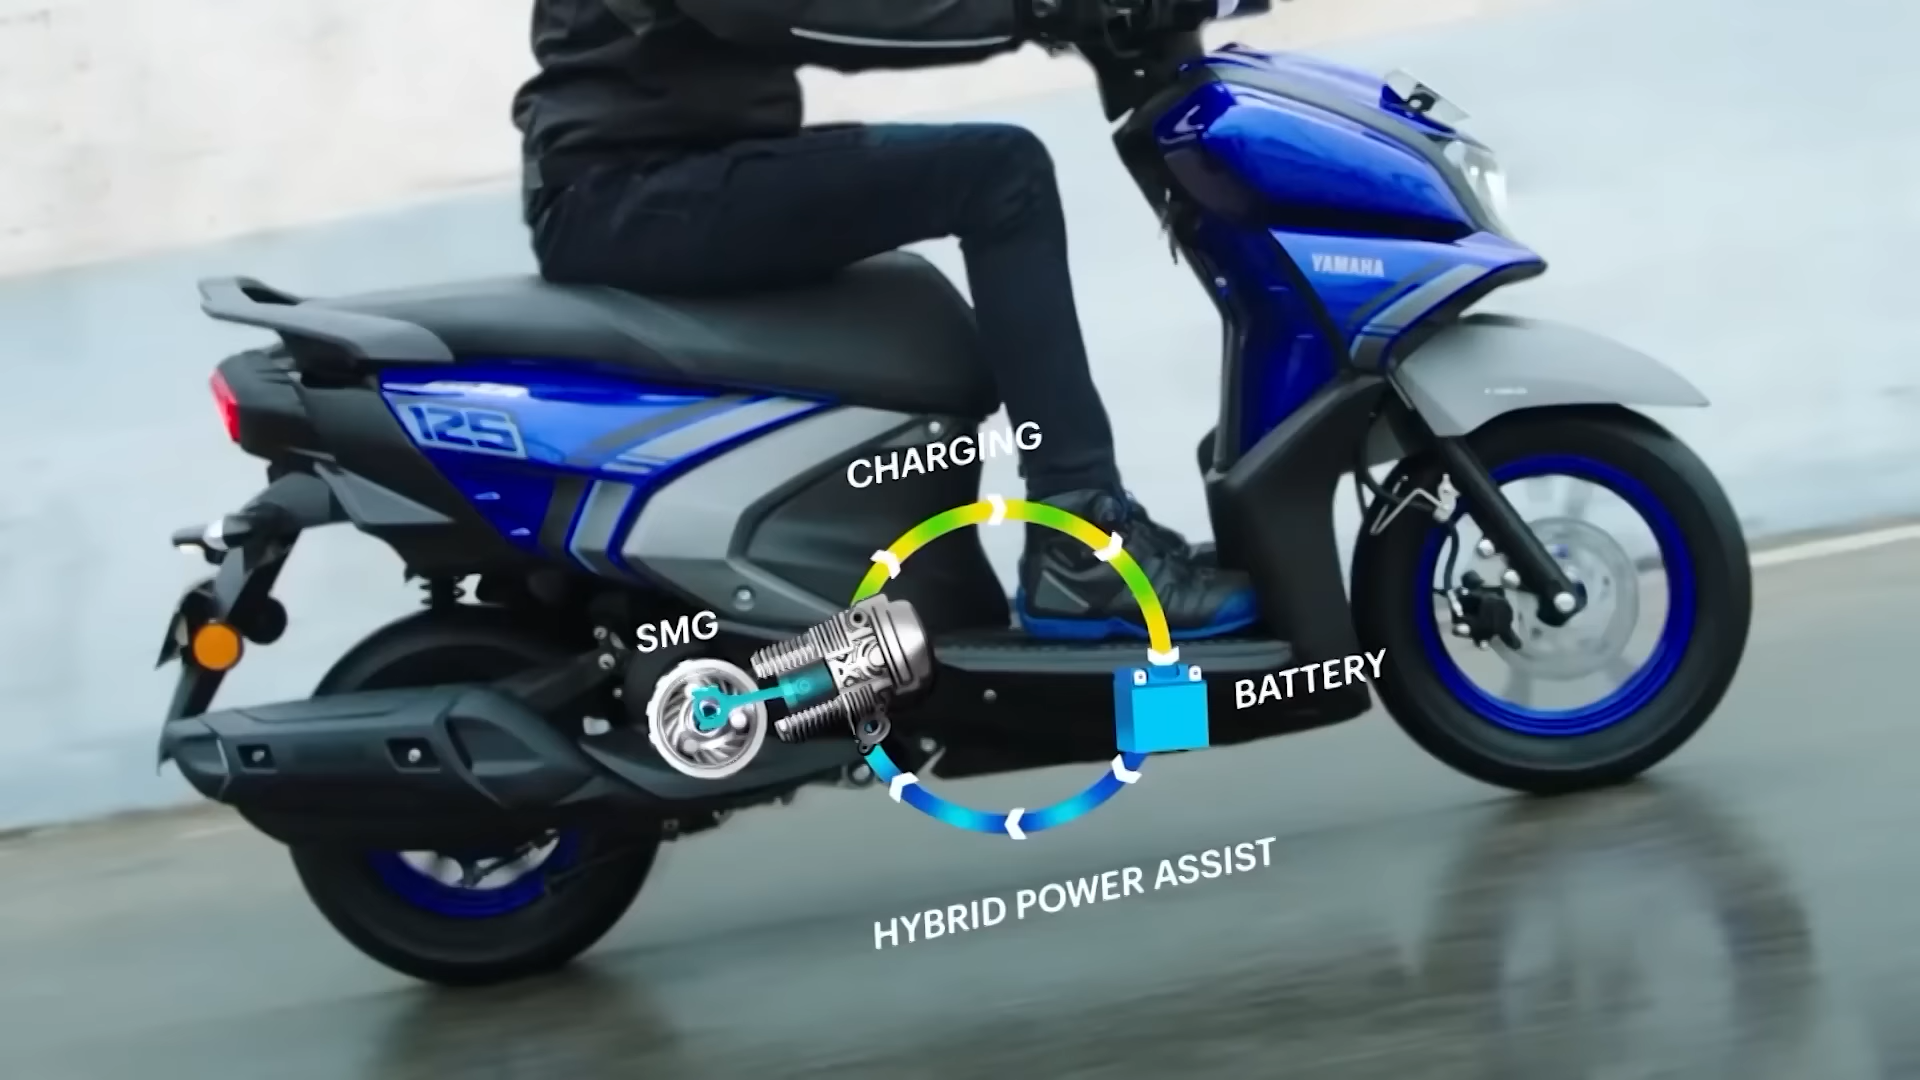 YAMAHA
125
CHARGING
SMG
BATTERY
HYBRID POWER ASSIST